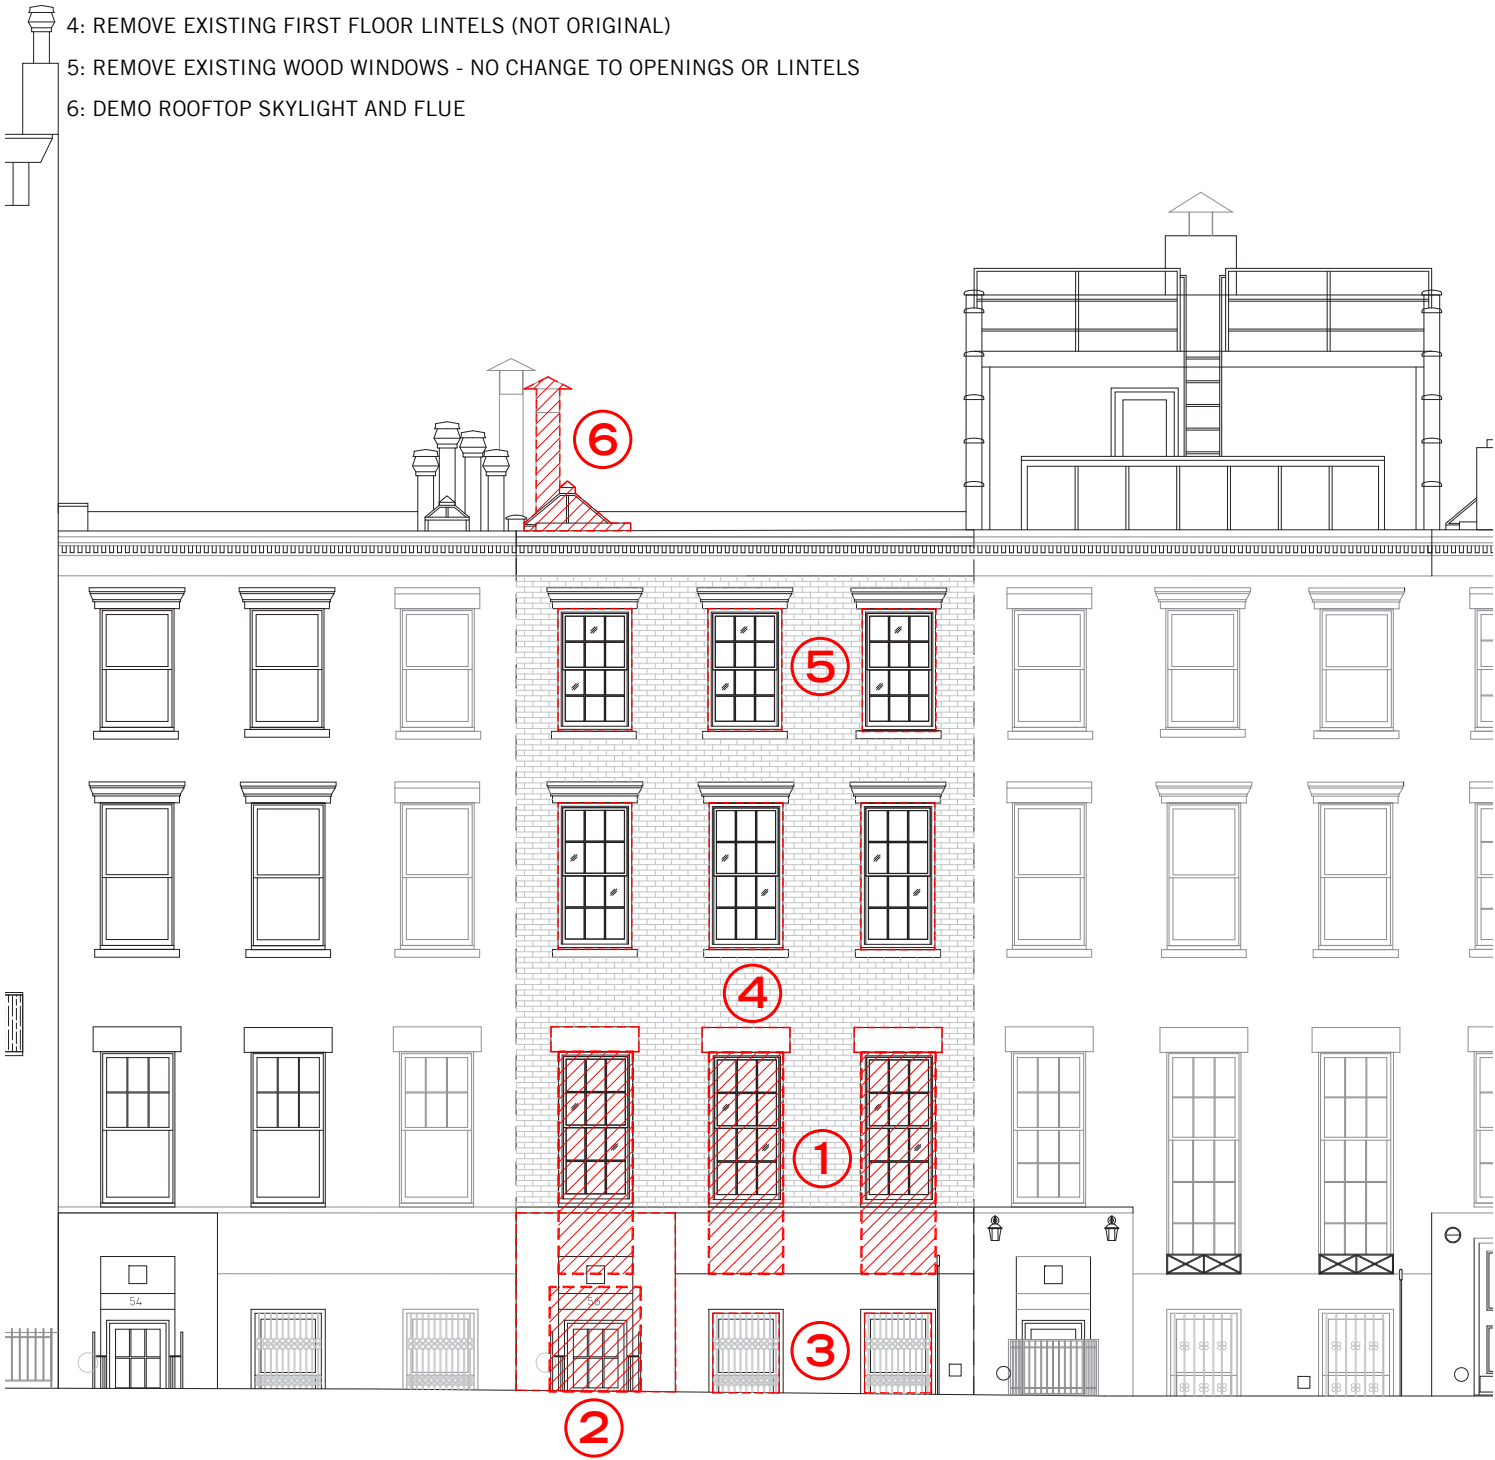 4: REMOVE EXISTING FIRST FLOOR LINTELS (NOT ORIGINAL)
5: REMOVE EXISTING WOOD WINDOWS - NO CHANGE TO OPENINGS OR LINTELS
6: DEMO ROOFTOP SKYLIGHT AND FLUE
6
5
4
1
54
56
3
2